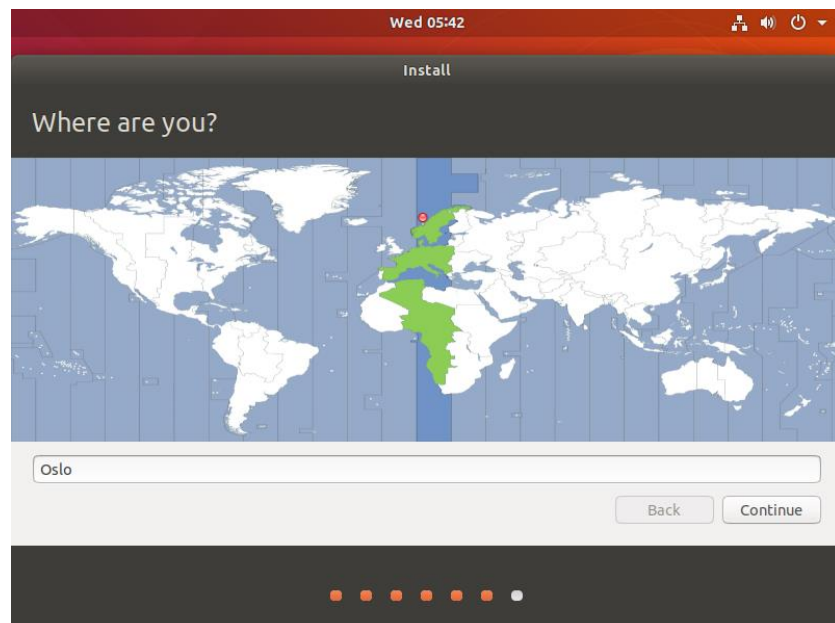 Wed 05:42
Install
Where are you?
Oslo
Back
Continue